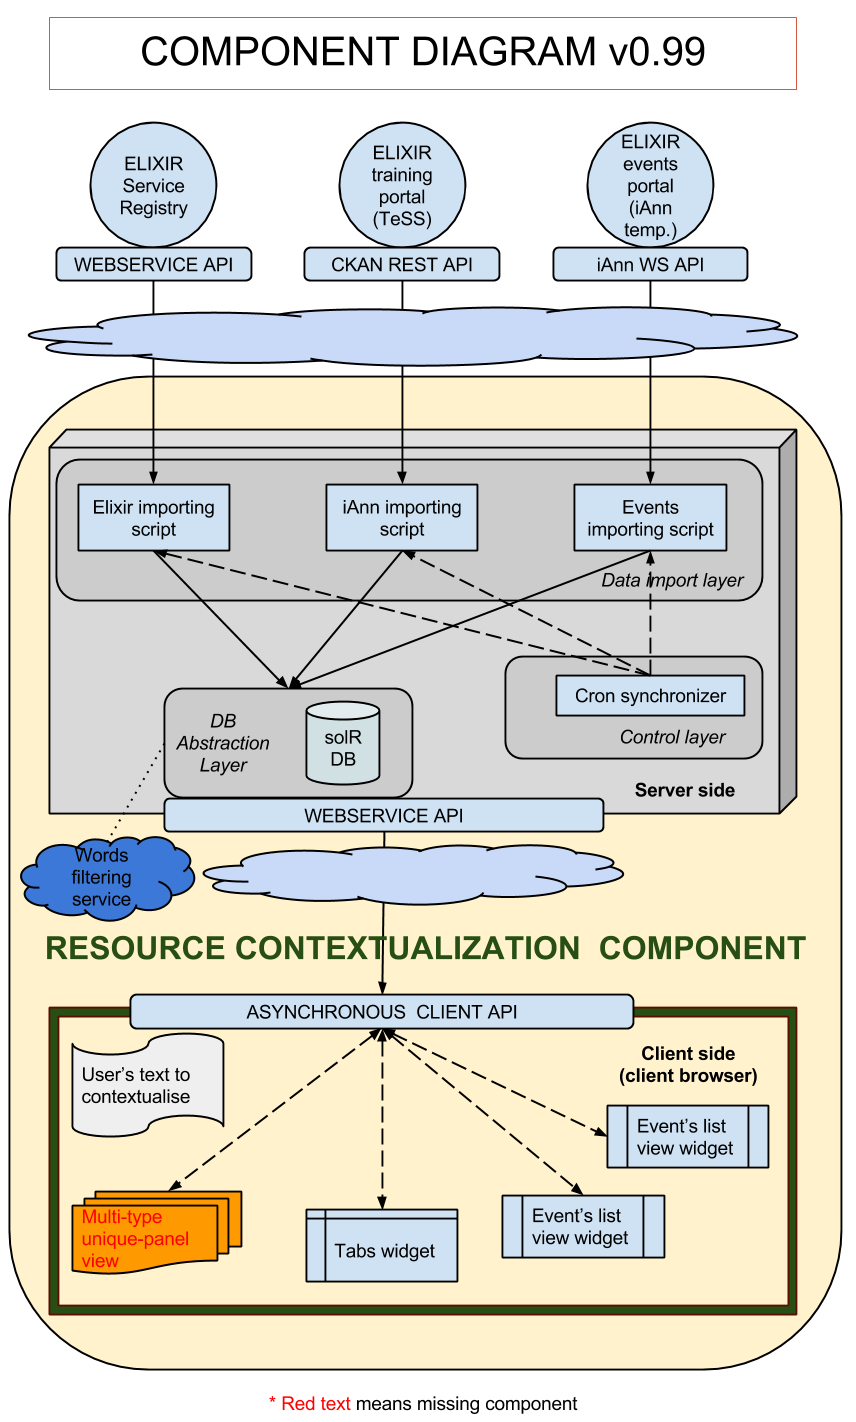 COMPONENT DIAGRAM v0.99
ELIXIR
Service
Registry
ELIXIR
training
portal
(TeSS)
ELIXIR
events
portal
(iAnn
temp.)
WEBSERVICE API
CKAN REST API
iAnn WS API
Elixir importing
script
iAnn importing
script
Events
importing script
Data import layer
Cron synchronizer
Control layer
DB
Abstraction
Layer
solR
DB
Server side
WEBSERVICE API
Words
filtering
service
RESOURCE CONTEXTUALIZATION COMPONENT
ASYNCHRONOUS CLIENT API
User's text to
contextualise
Client side
(client browser)
Event's list
view widget
Multi-type
unique-panel
view
Tabs widget
Event's list
view widget
* Red text means missing component